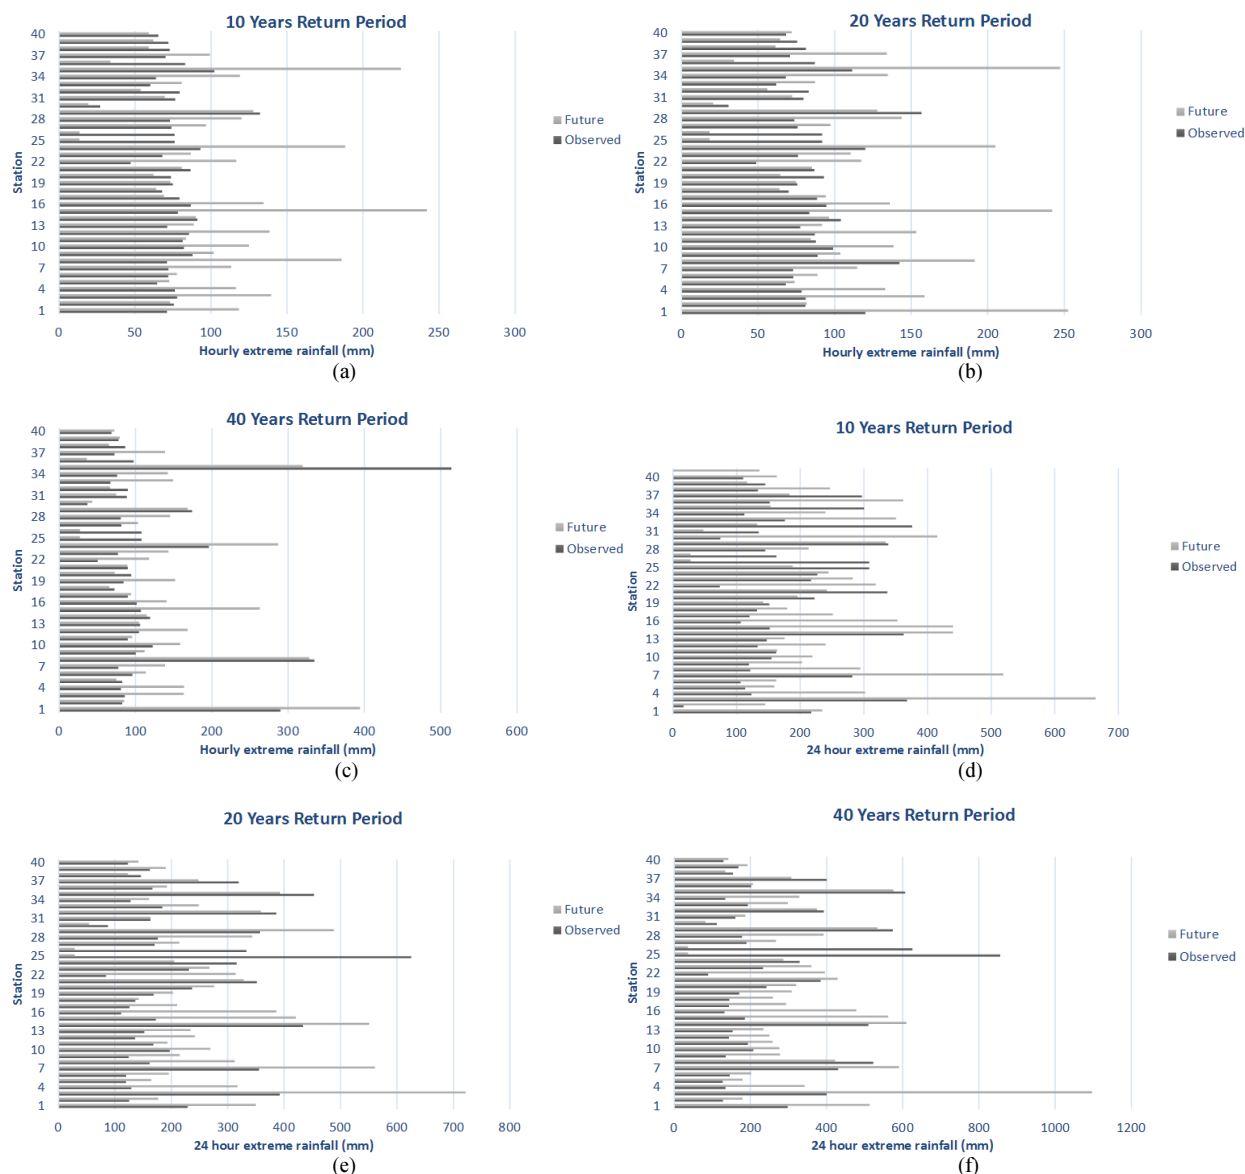 10 Years Return Period
40
37
34
31
28
25
22
19
16
13
10
7
4
1
Station
Future
Observed
0 50 100 150 200 250 300
Hourly extreme rainfall (mm)
(a)
20 Years Return Period
40
37
34
31
28
25
22
19
16
13
10
7
4
1
Station
Future
Observed
0 50 100 150 200 250 300
Hourly extreme rainfall (mm)
(b)
40 Years Return Period
40
37
34
31
28
25
22
19
16
13
10
7
4
1
Station
Future
Observed
0 100 200 300 400 500 600
Hourly extreme rainfall (mm)
(c)
10 Years Return Period
40
37
34
31
28
25
22
19
16
13
10
7
4
1
Station
Future
Observed
0 100 200 300 400 500 600 700
24 hour extreme rainfall (mm)
(d)
20 Years Return Period
40
37
34
31
28
25
22
19
16
13
10
7
4
1
Station
Future
Observed
0 100 200 300 400 500 600 700 800
24 hour extreme rainfall (mm)
(e)
40 Years Return Period
40
37
34
31
28
25
22
19
16
13
10
7
4
1
Station
Future
Observed
0 200 400 600 800 1000 1200
24 hour extreme rainfall (mm)
(f)